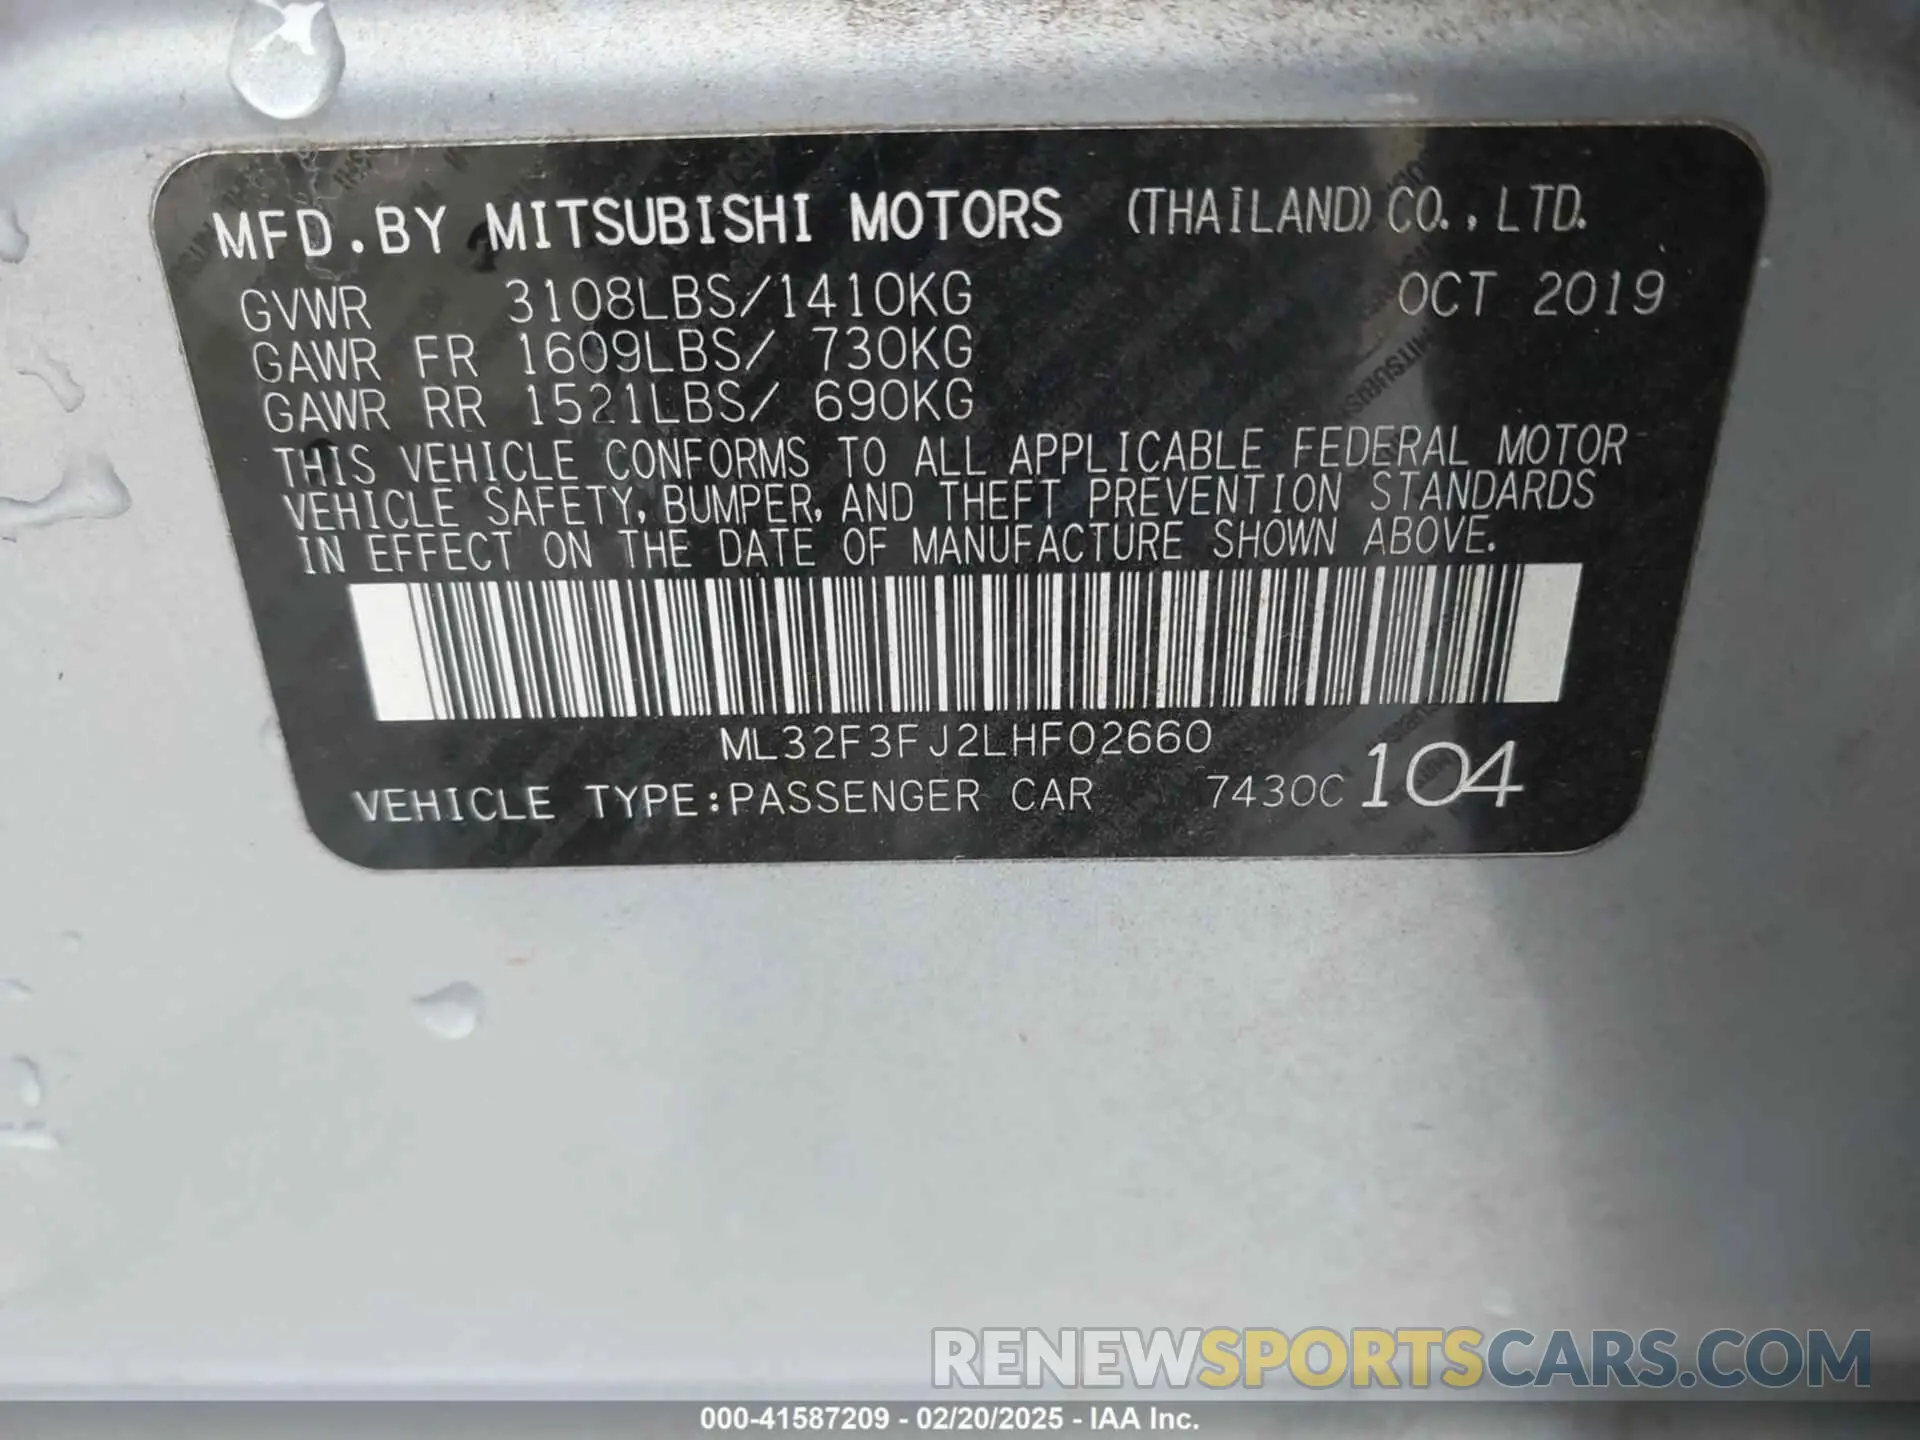 MFD.BY MITSUBISHI MOTORS (THAILAND) CO.,LTD.
GVWR 3108LBS/1410KG OCT 2019
GAWR FR 1609LBS/ 730KG
GAWR RR 1521LBS/ 690KG
THIS VEHICLE CONFORMS TO ALL APPLICABLE FEDERAL MOTOR
VEHICLE SAFETY, BUMPER, AND THEFT PREVENTION STANDARDS
IN EFFECT ON THE DATE OF MANUFACTURE SHOWN ABOVE.
ML32F3FJ2LHF02660
VEHICLE TYPE:PASSENGER CAR 7430C 104
RENEWSPORTSCARS.COM
000-41587209 - 02/20/2025 - IAA Inc.